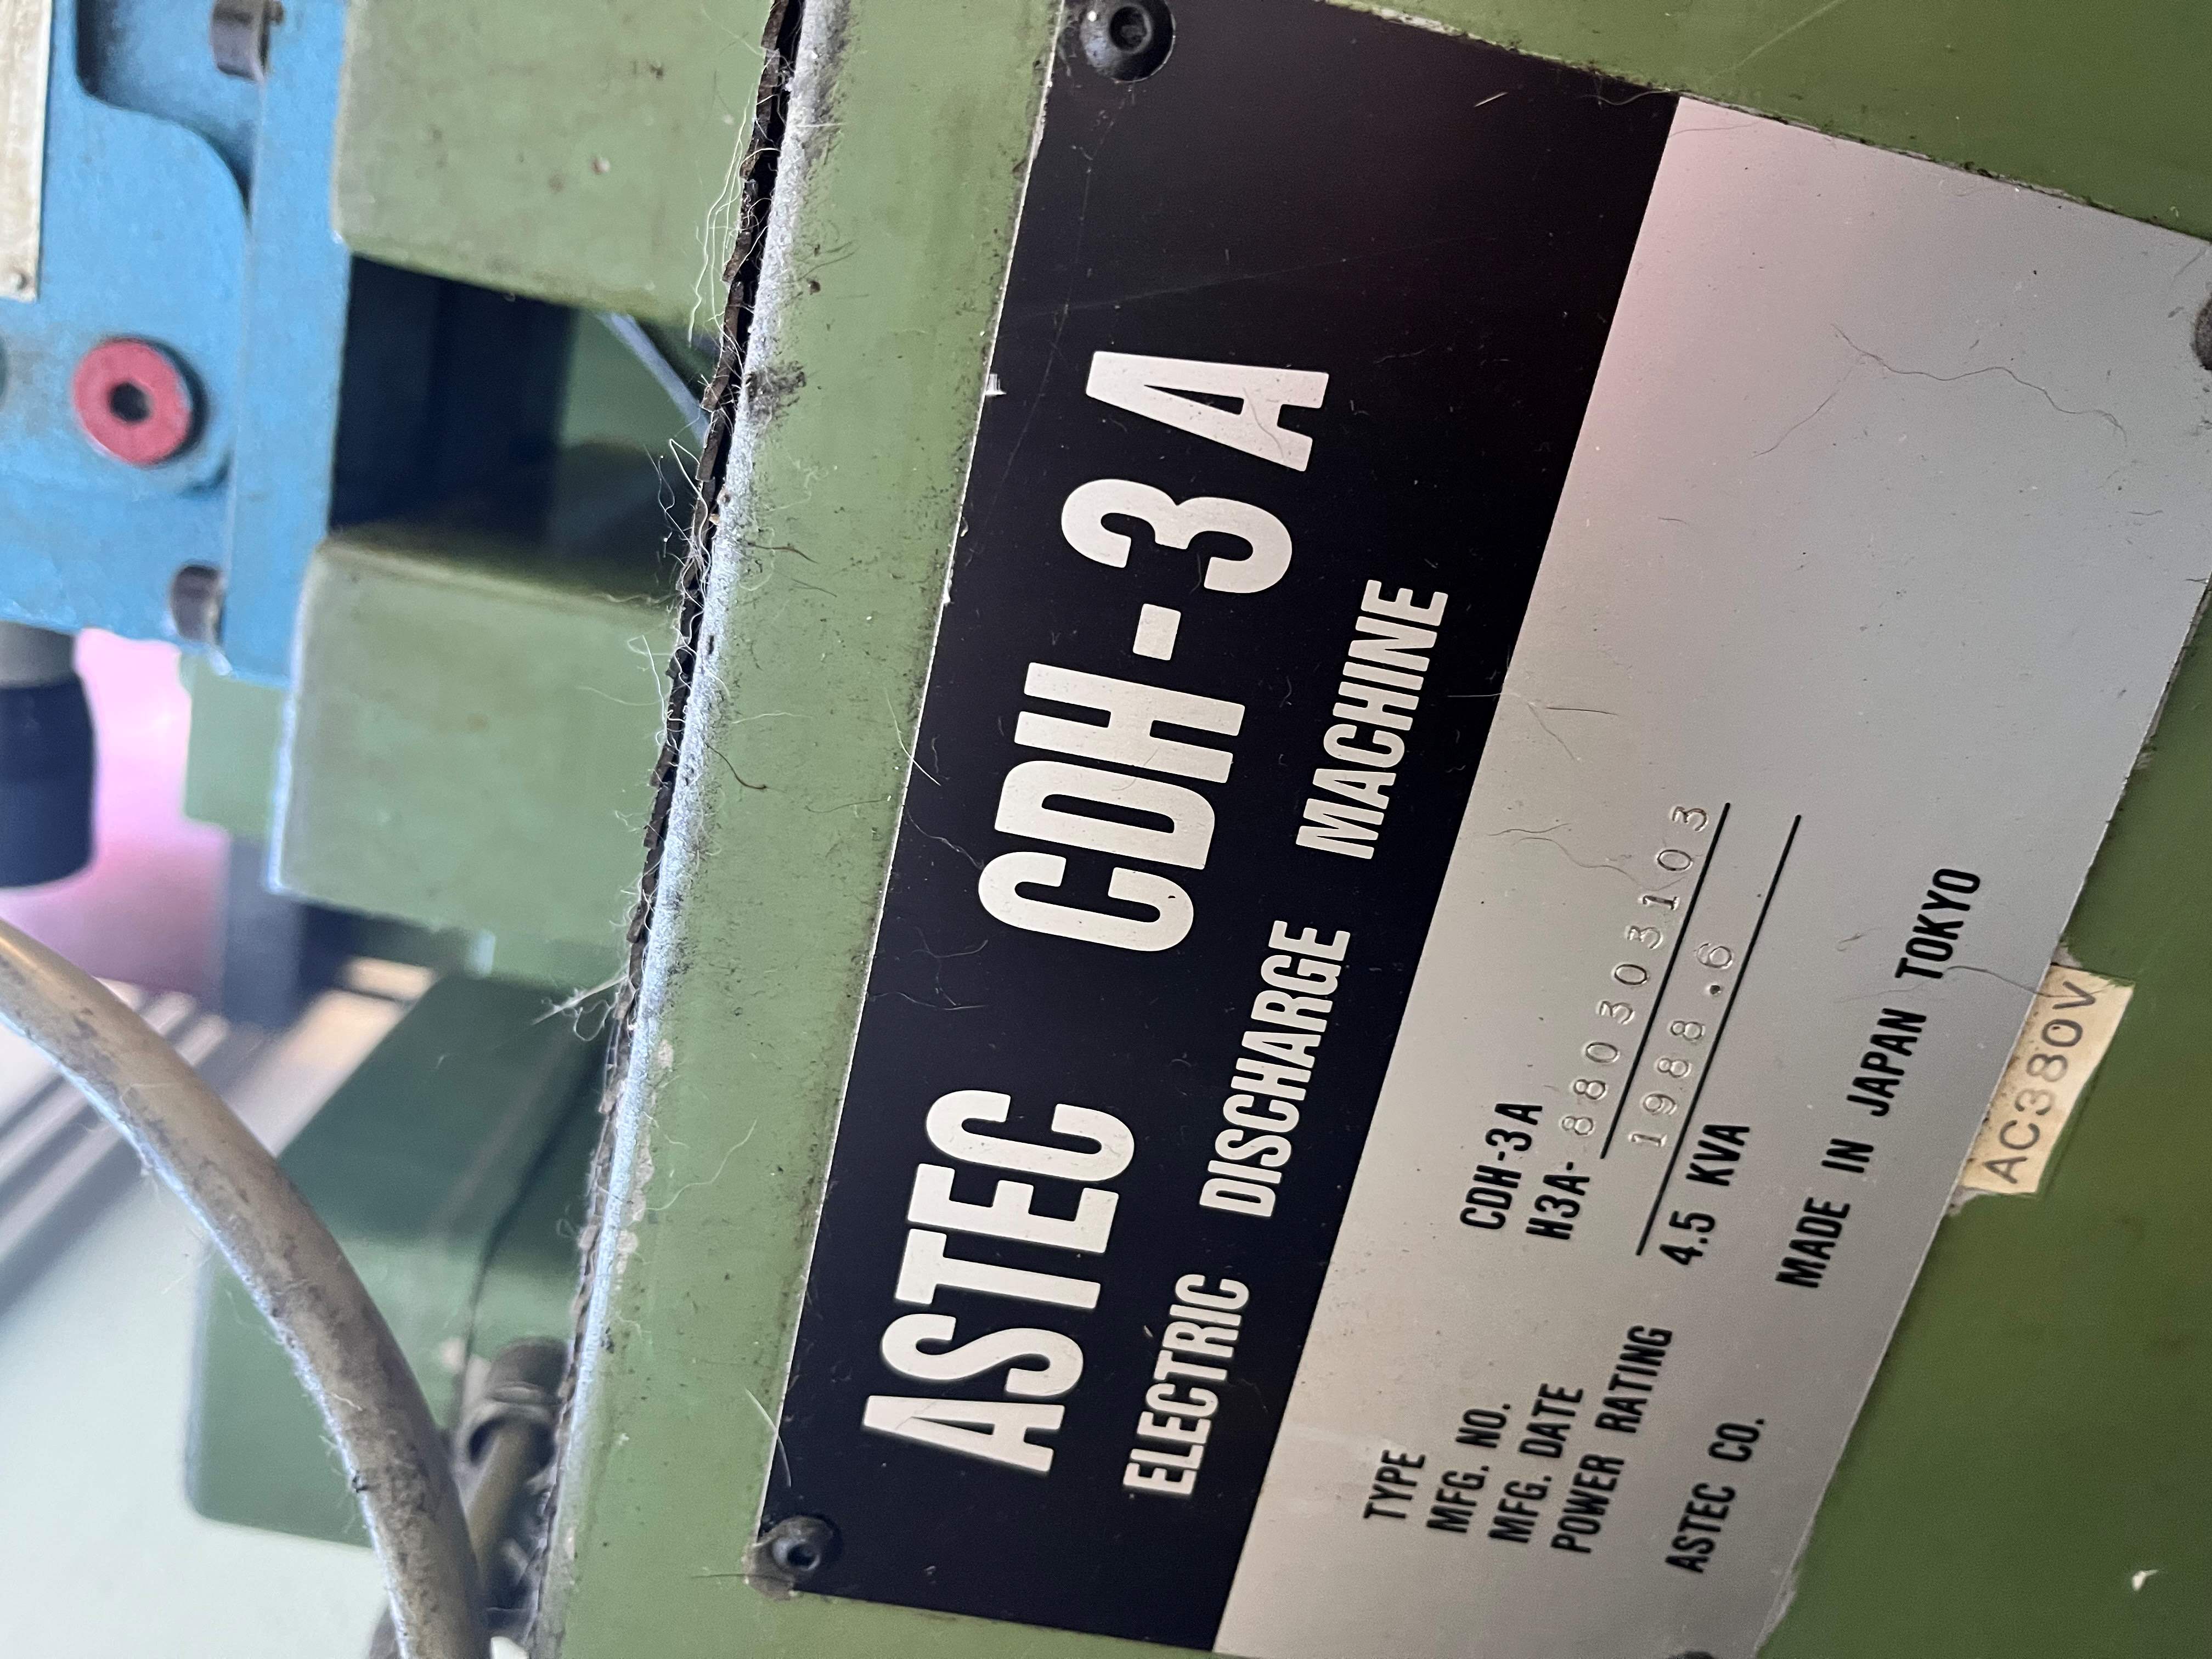 ASTEC CDH-3A
ELECTRIC DISCHARGE MACHINE
TYPE CDH-3A
MFG. NO. H3A-8803033103
MFG. DATE 1988.6
POWER RATING 4.5 KVA
ASTEC CO. MADE IN JAPAN TOKYO
AC380V